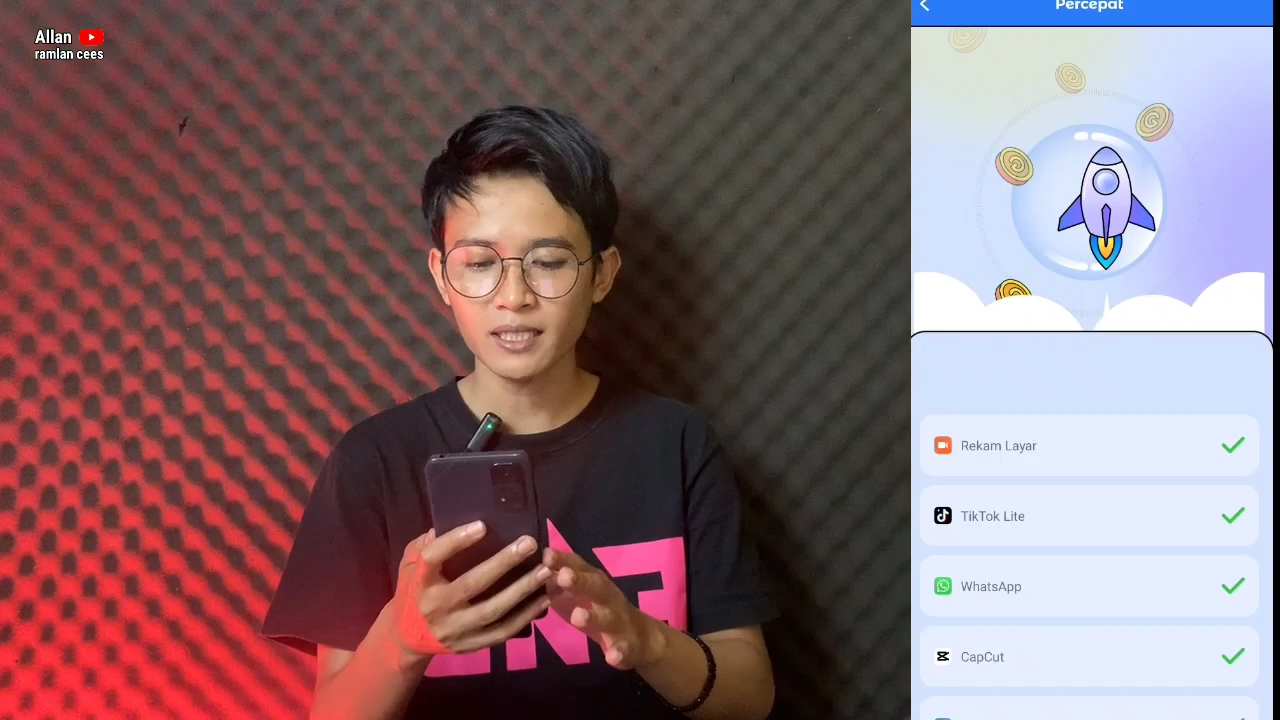 Allan
ramlan cees
Percepat
Rekam Layar
TikTok Lite
WhatsApp
CapCut